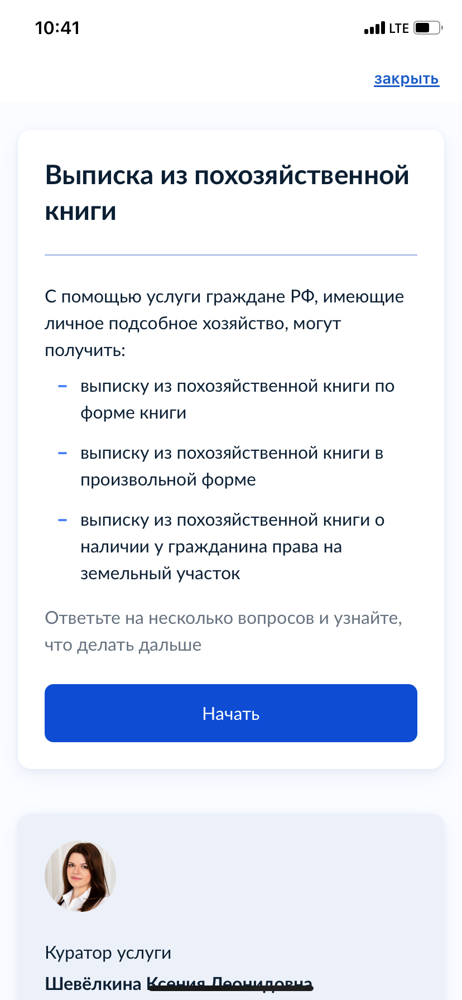 10:41
LTE
закрыть
Выписка из похозяйственной
книги
С помощью услуги граждане РФ, имеющие
личное подсобное хозяйство, могут
получить:
– выписку из похозяйственной книги по
форме книги
– выписку из похозяйственной книги в
произвольной форме
– выписку из похозяйственной книги о
наличии у гражданина права на
земельный участок
Ответьте на несколько вопросов и узнайте,
что делать дальше
Начать
Куратор услуги
Шевёлкина Ксения Леонидовна